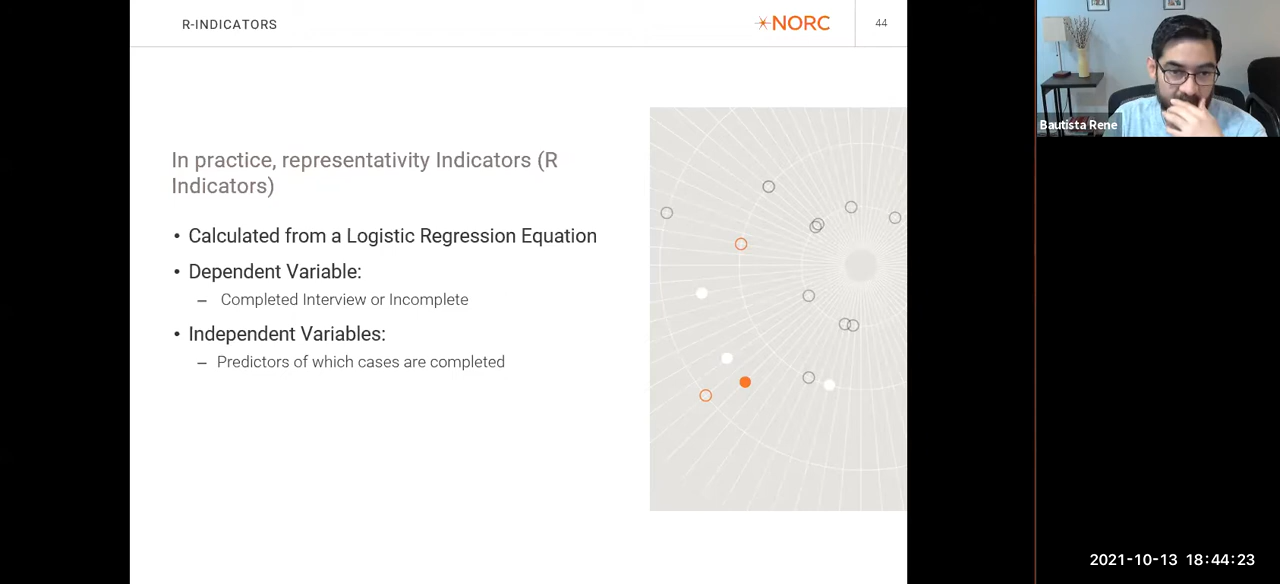 R-INDICATORS
NORC
44
In practice, representativity Indicators (R
Indicators)
• Calculated from a Logistic Regression Equation
• Dependent Variable:
– Completed Interview or Incomplete
• Independent Variables:
– Predictors of which cases are completed
Bautista Rene
2021-10-13 18:44:23